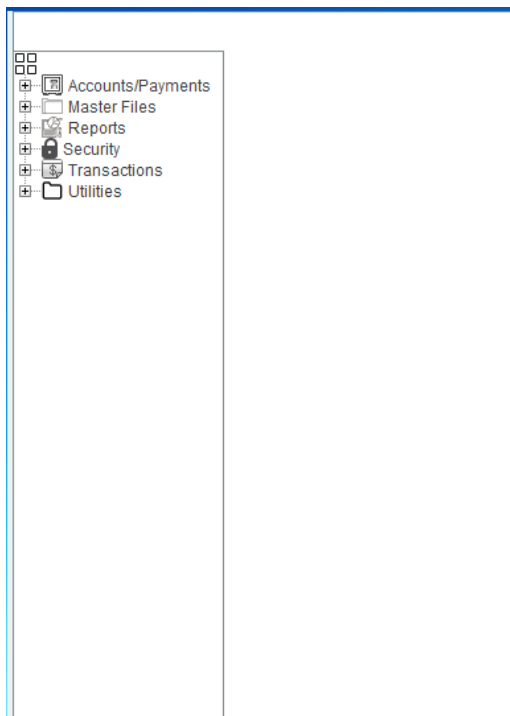 Accounts/Payments
Master Files
Reports
Security
Transactions
Utilities